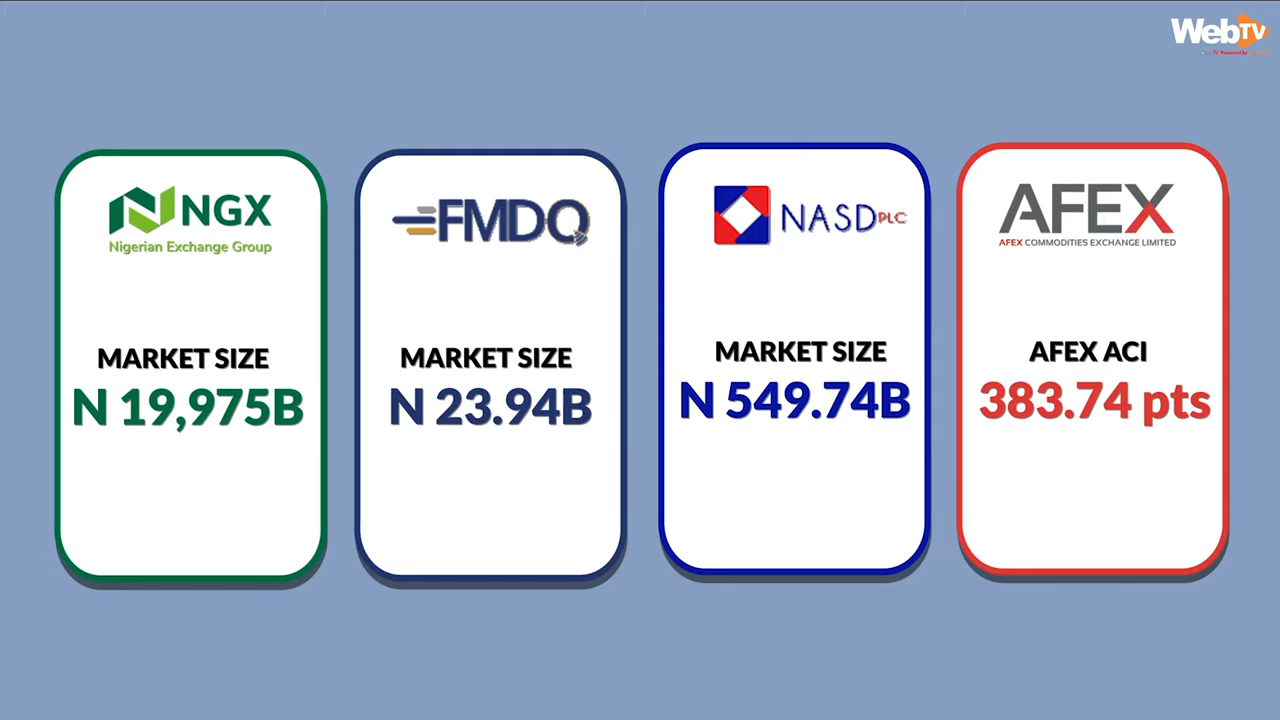 WebTV
NGX
Nigerian Exchange Group
MARKET SIZE
N 19,975B
FMDQ
MARKET SIZE
N 23.94B
NASD PLC
MARKET SIZE
N 549.74B
AFEX
AFEX COMMODITIES EXCHANGE LIMITED
AFEX ACI
383.74 pts